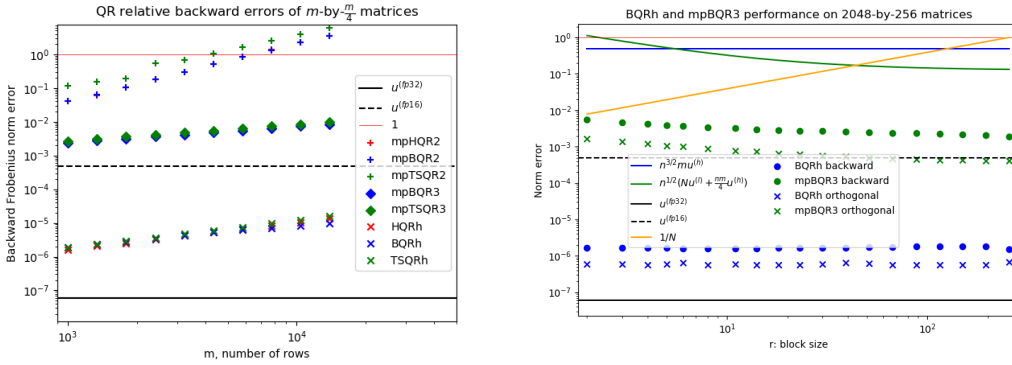 QR relative backward errors of m-by-m/4 matrices
Backward Frobenius norm error
10^0
10^-1
10^-2
10^-3
10^-4
10^-5
10^-6
10^-7
u^(fp32)
u^(fp16)
1
mpHQR2
mpBQR2
mpTSQR2
mpBQR3
mpTSQR3
HQRh
BQRh
TSQRh
10^3
10^4
m, number of rows
BQRh and mpBQR3 performance on 2048-by-256 matrices
Norm error
10^0
10^-1
10^-2
10^-3
10^-4
10^-5
10^-6
10^-7
n^3/2 mu^(h)
n^1/2(Nu^(l) + nm/4 u^(h))
u^(fp32)
u^(fp16)
1/N
BQRh backward
mpBQR3 backward
BQRh orthogonal
mpBQR3 orthogonal
10^1
10^2
r: block size